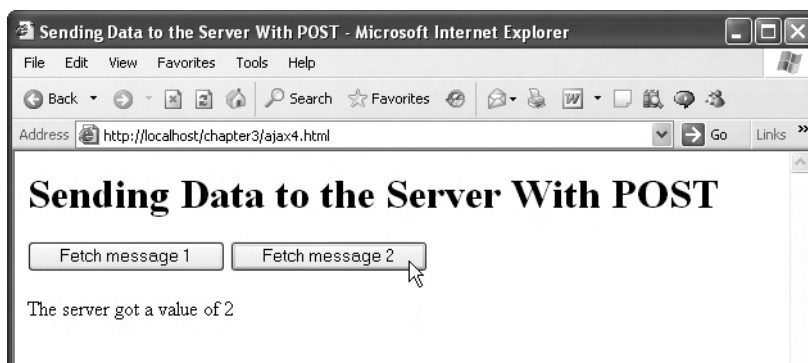 Sending Data to the Server With POST - Microsoft Internet Explorer
File Edit View Favorites Tools Help
Back Search Favorites W
Address http://localhost/chapter3/ajax4.html Go Links »
Sending Data to the Server With POST
Fetch message 1 Fetch message 2
The server got a value of 2